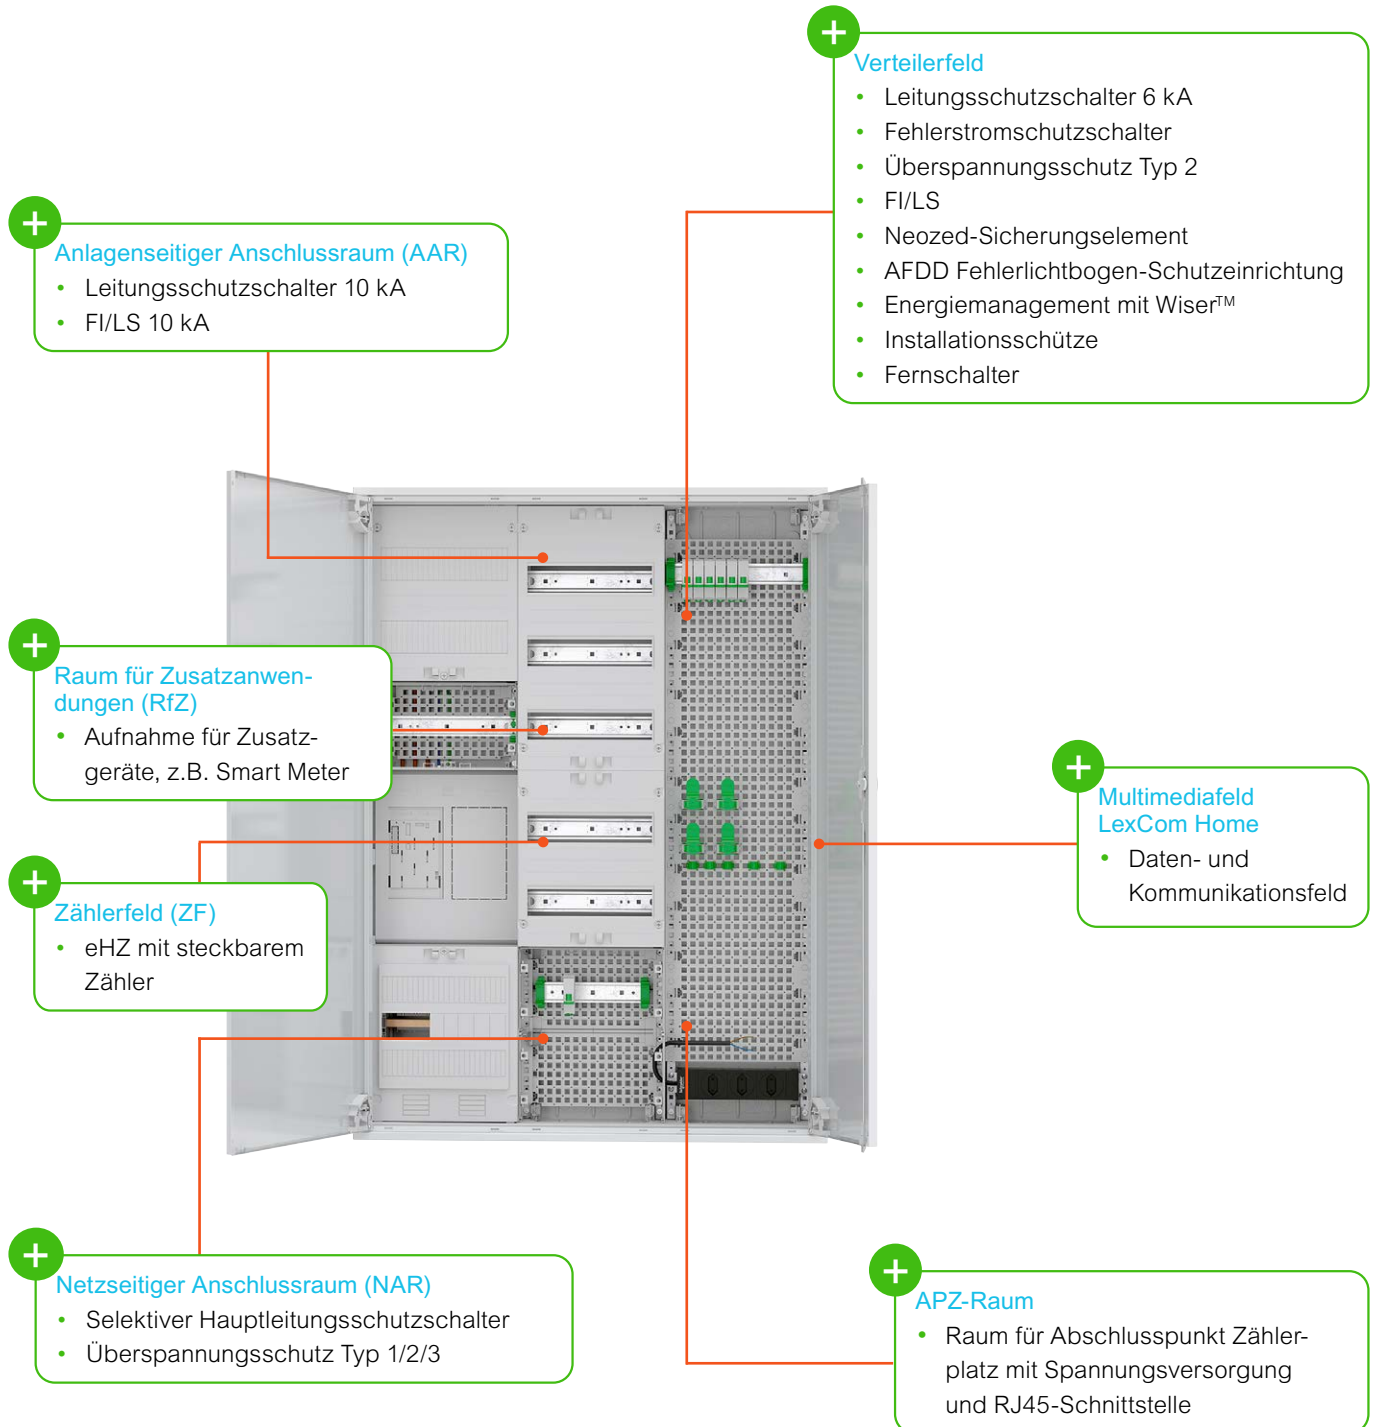 Verteilerfeld
• Leitungsschutzschalter 6 kA
• Fehlerstromschutzschalter
• Überspannungsschutz Typ 2
• FI/LS
• Neozed-Sicherungselement
• AFDD Fehlerlichtbogen-Schutzeinrichtung
• Energiemanagement mit Wiser™
• Installationsschütze
• Fernschalter
Anlagenseitiger Anschlussraum (AAR)
• Leitungsschutzschalter 10 kA
• FI/LS 10 kA
Raum für Zusatzanwen-
dungen (RfZ)
• Aufnahme für Zusatz-
geräte, z.B. Smart Meter
Multimediafeld
LexCom Home
• Daten- und
Kommunikationsfeld
Zählerfeld (ZF)
• eHZ mit steckbarem
Zähler
Netzseitiger Anschlussraum (NAR)
• Selektiver Hauptleitungsschutzschalter
• Überspannungsschutz Typ 1/2/3
APZ-Raum
• Raum für Abschlusspunkt Zähler-
platz mit Spannungsversorgung
und RJ45-Schnittstelle